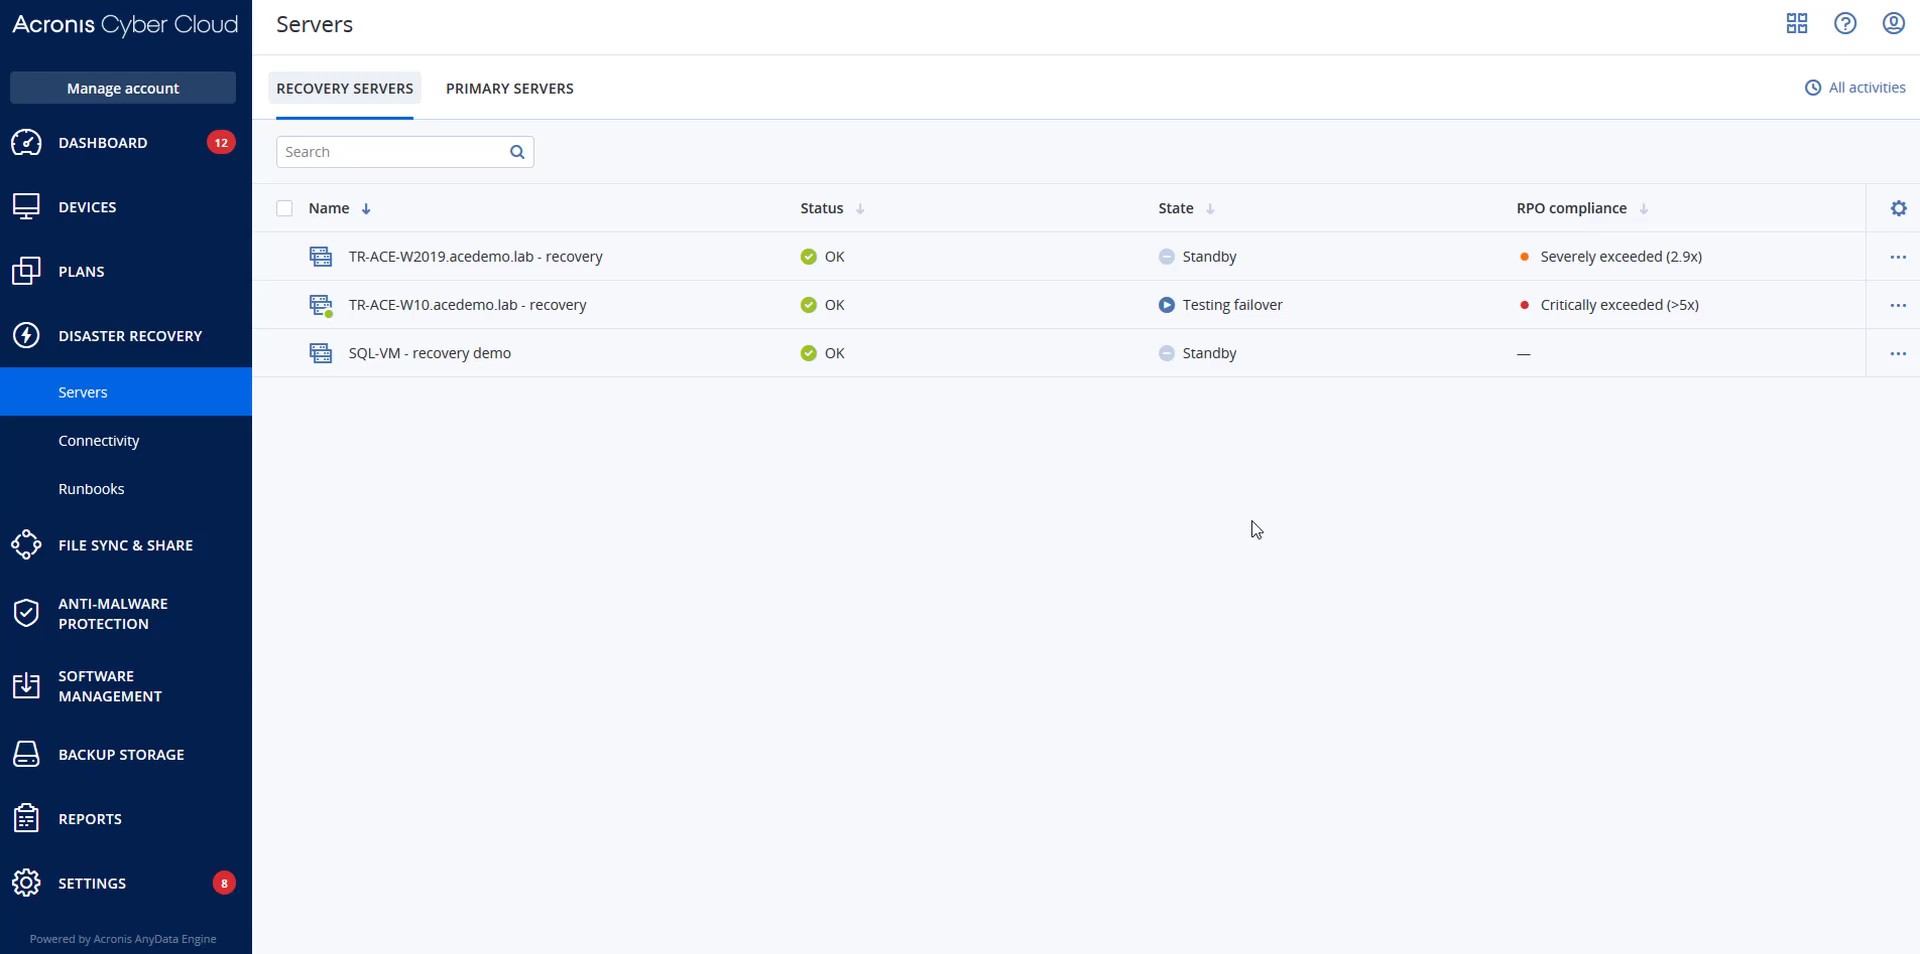 Acronis Cyber Cloud
Servers
Manage account
RECOVERY SERVERS
PRIMARY SERVERS
All activities
DASHBOARD
12
DEVICES
PLANS
DISASTER RECOVERY
Servers
Connectivity
Runbooks
FILE SYNC & SHARE
ANTI-MALWARE
PROTECTION
SOFTWARE
MANAGEMENT
BACKUP STORAGE
REPORTS
SETTINGS
8
Powered by Acronis AnyData Engine
Search
Name Status State RPO compliance
TR-ACE-W2019.acedemo.lab - recovery OK Standby Severely exceeded (2.9x)
TR-ACE-W10.acedemo.lab - recovery OK Testing failover Critically exceeded (>5x)
SQL-VM - recovery demo OK Standby —